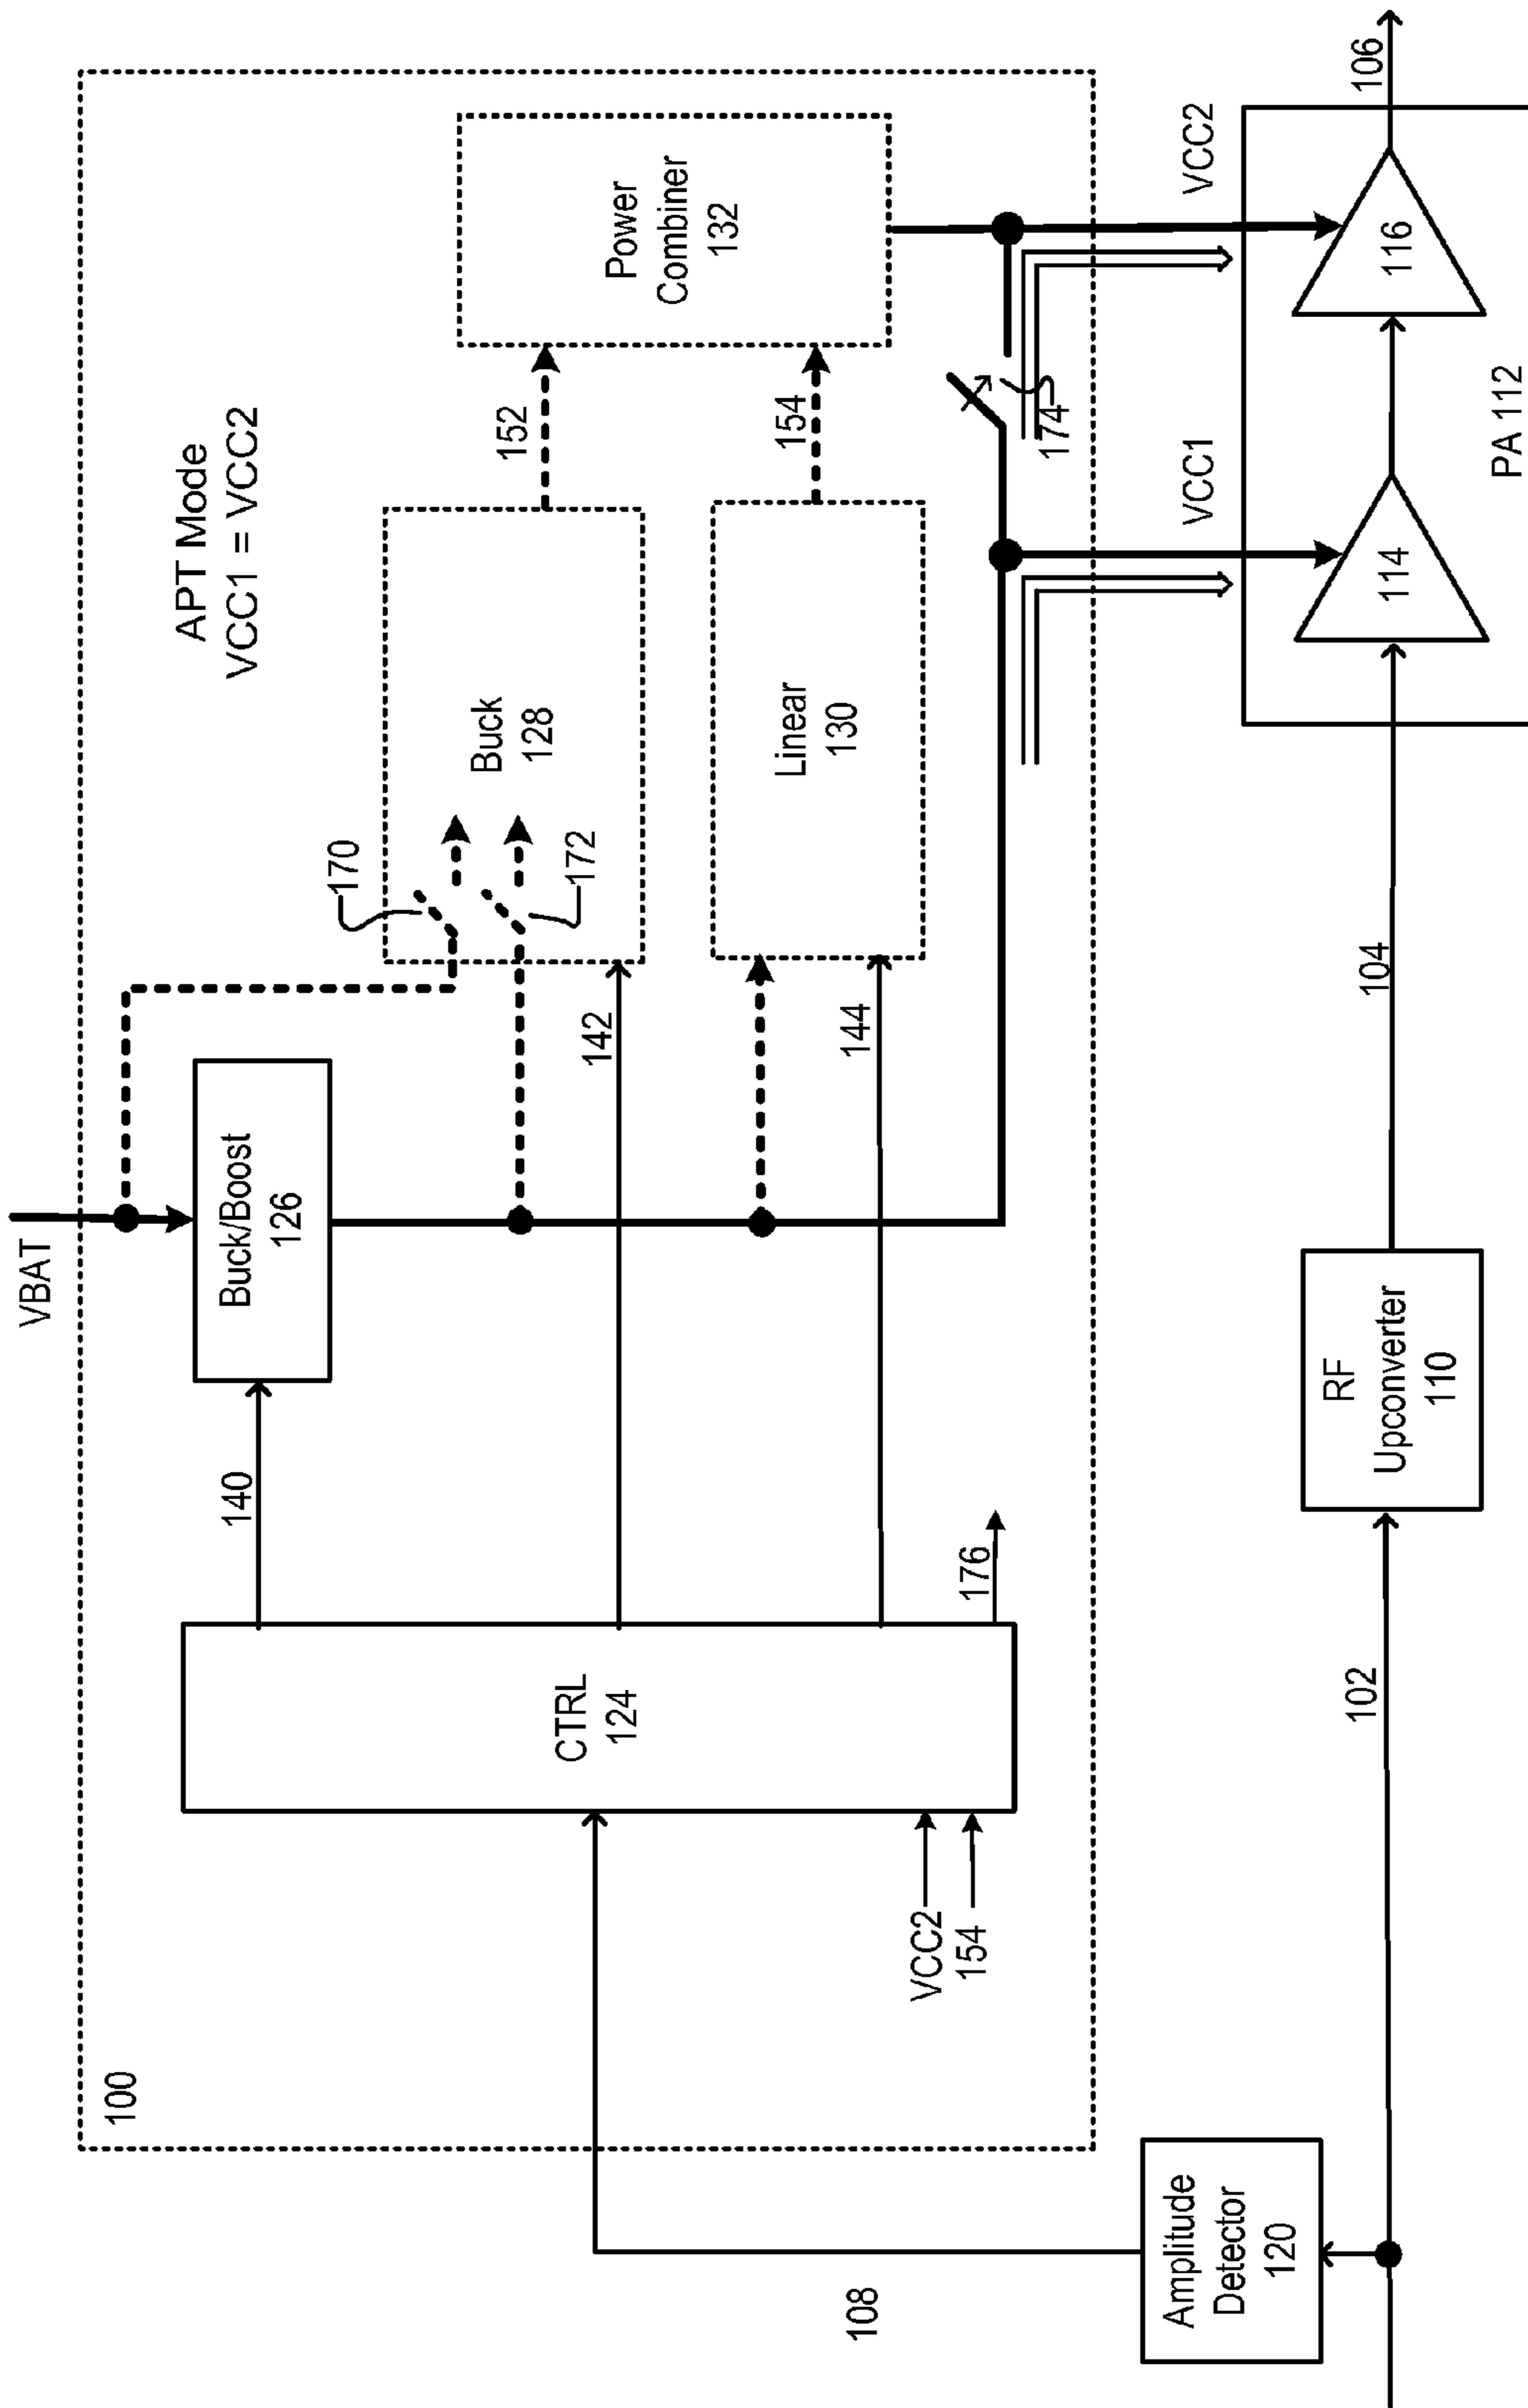 100
VBAT
APT Mode
VCC1 = VCC2
140
Buck/Boost
126
170
Buck
128
172
152
Power
Combiner
132
CTRL
124
142
Linear
130
154
144
VCC2
154
176
174
108
VCC1
VCC2
Amplitude
Detector
120
102
RF
Upconverter
110
104
114
116
106
PA 112